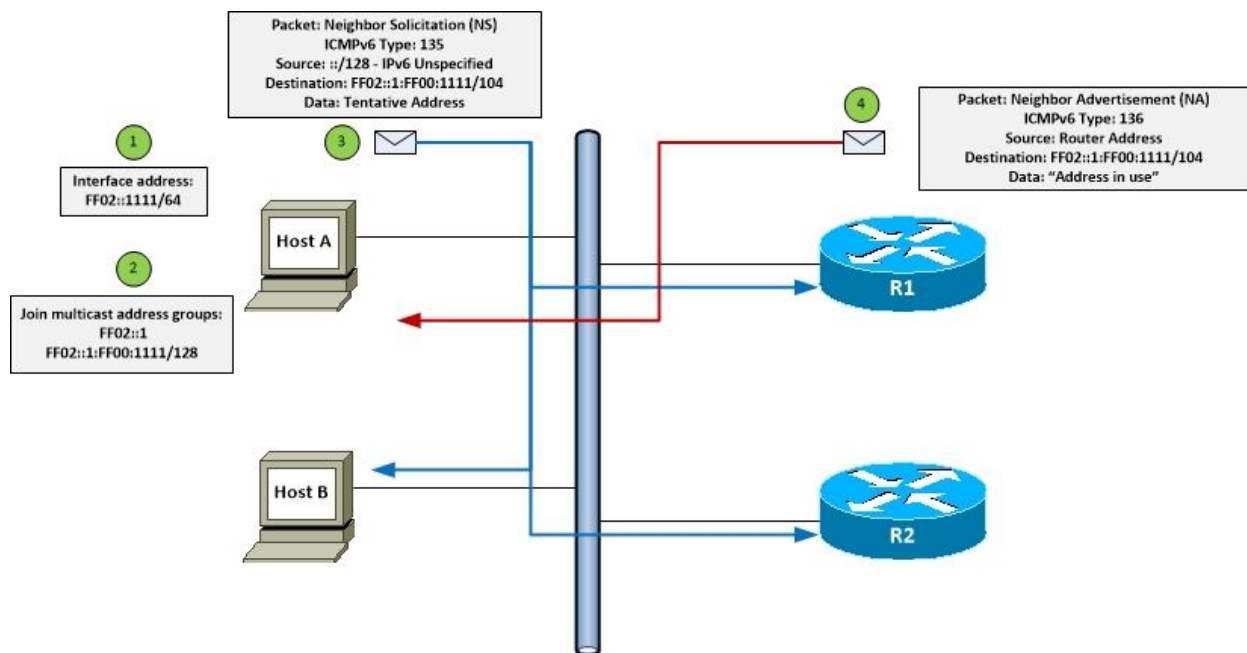 Packet: Neighbor Solicitation (NS)
ICMPv6 Type: 135
Source: ::/128 - IPv6 Unspecified
Destination: FF02::1:FF00:1111/104
Data: Tentative Address
4
Packet: Neighbor Advertisement (NA)
ICMPv6 Type: 136
Source: Router Address
Destination: FF02::1:FF00:1111/104
Data: “Address in use”
1
3
Interface address:
FF02::1111/64
Host A
2
Join multicast address groups:
FF02::1
FF02::1:FF00:1111/128
R1
Host B
R2